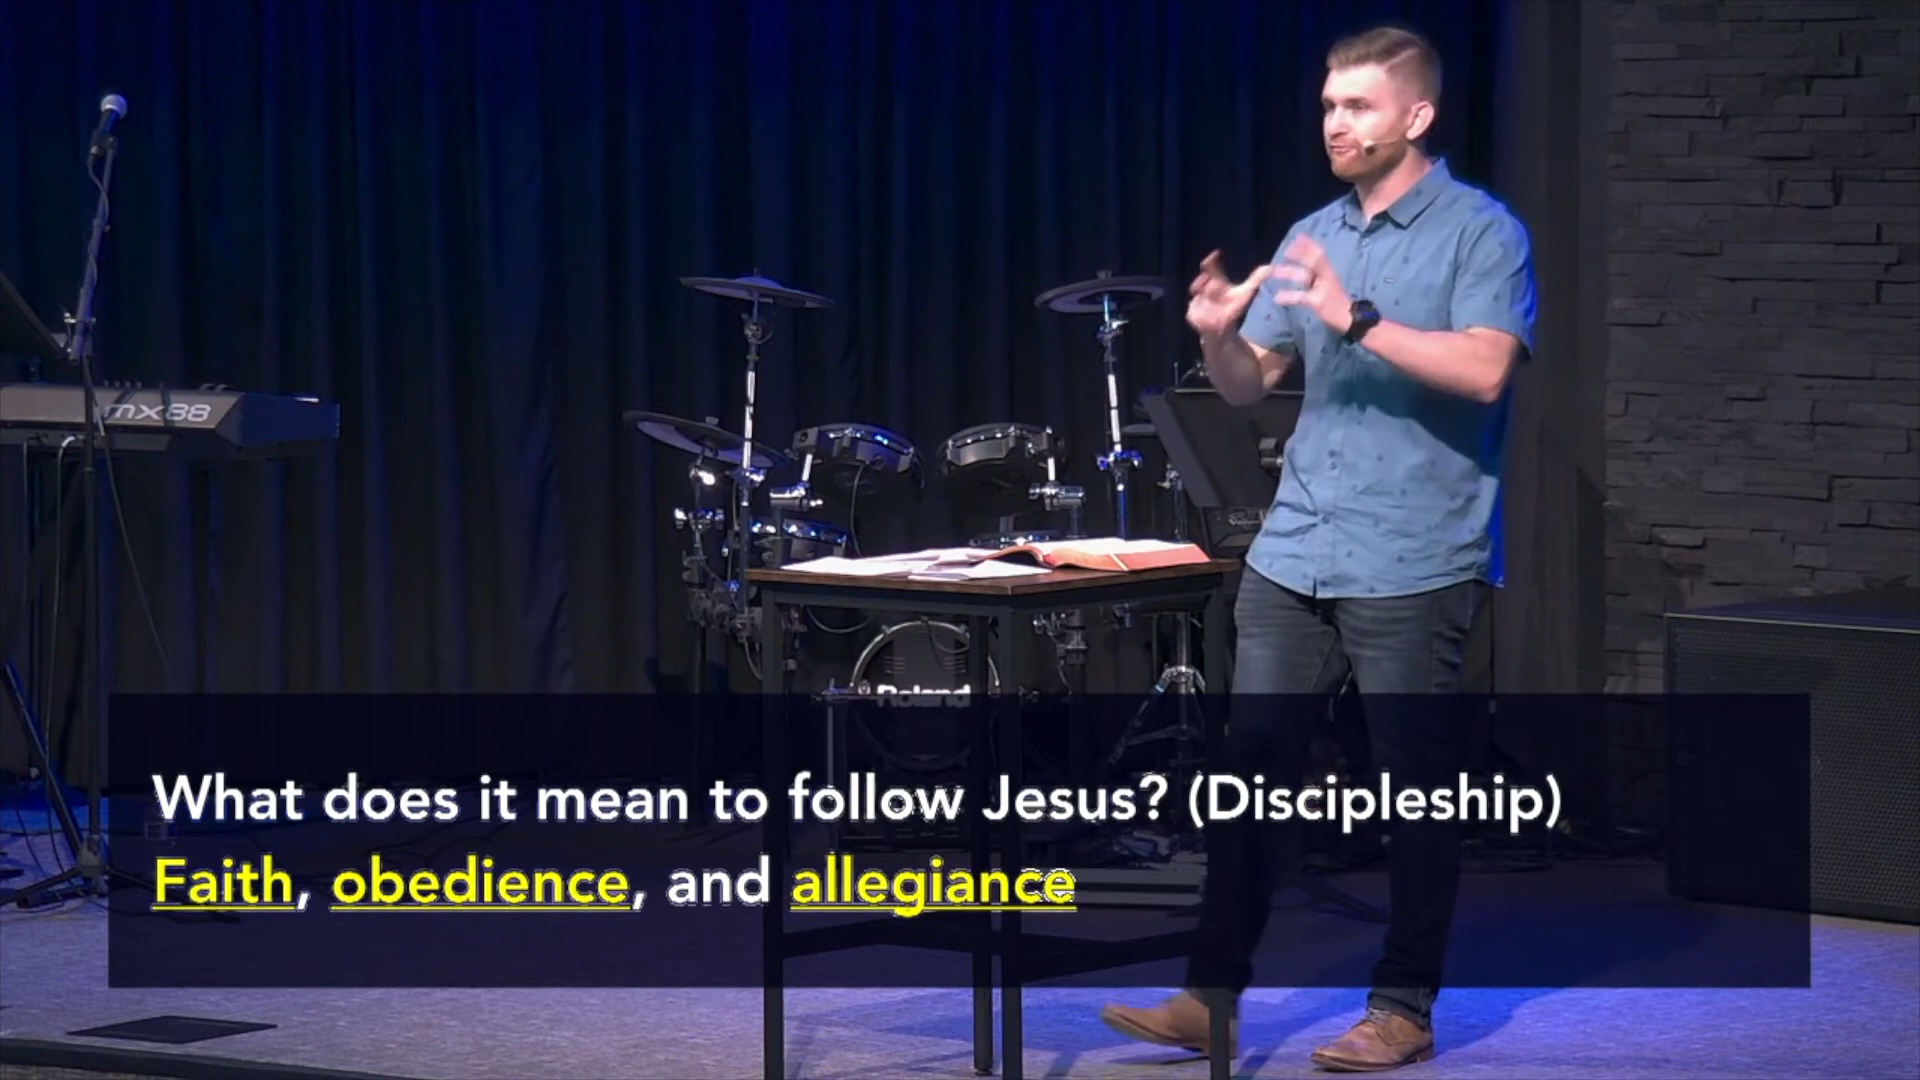 mx88
Roland
What does it mean to follow Jesus? (Discipleship)
Faith, obedience, and allegiance